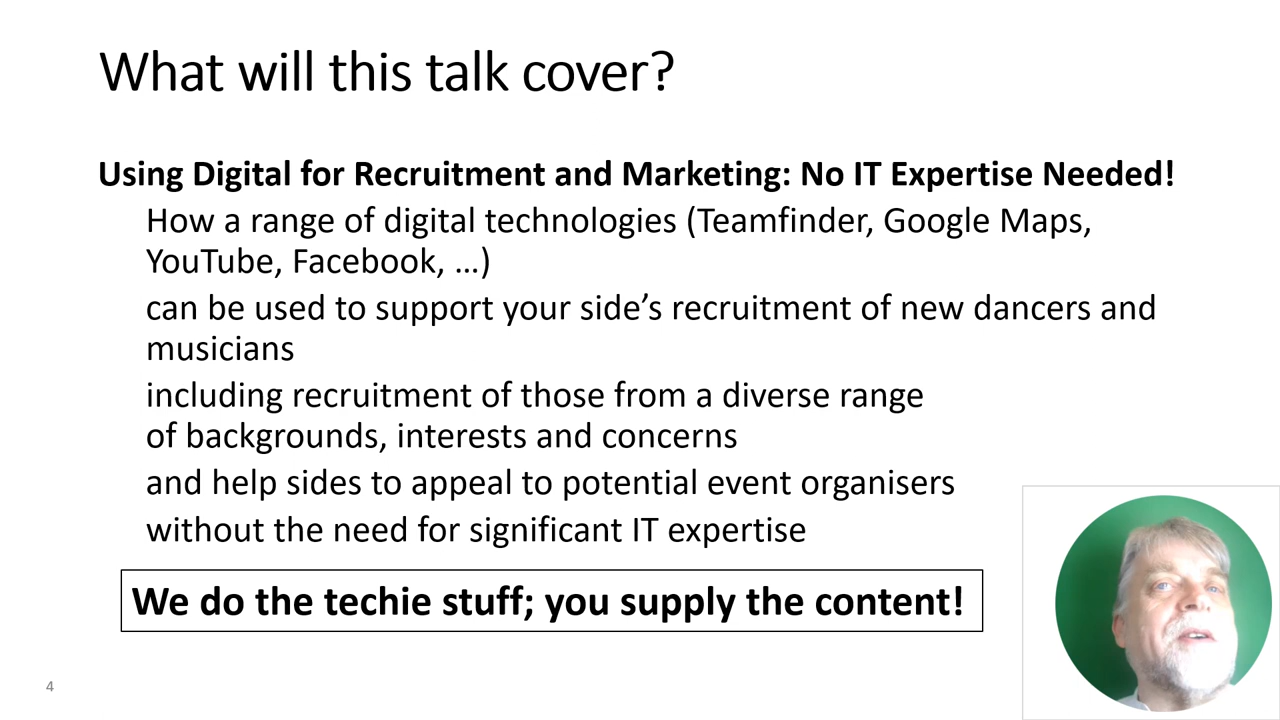 What will this talk cover?
Using Digital for Recruitment and Marketing: No IT Expertise Needed!
How a range of digital technologies (Teamfinder, Google Maps,
YouTube, Facebook, …)
can be used to support your side’s recruitment of new dancers and
musicians
including recruitment of those from a diverse range
of backgrounds, interests and concerns
and help sides to appeal to potential event organisers
without the need for significant IT expertise
We do the techie stuff; you supply the content!
4